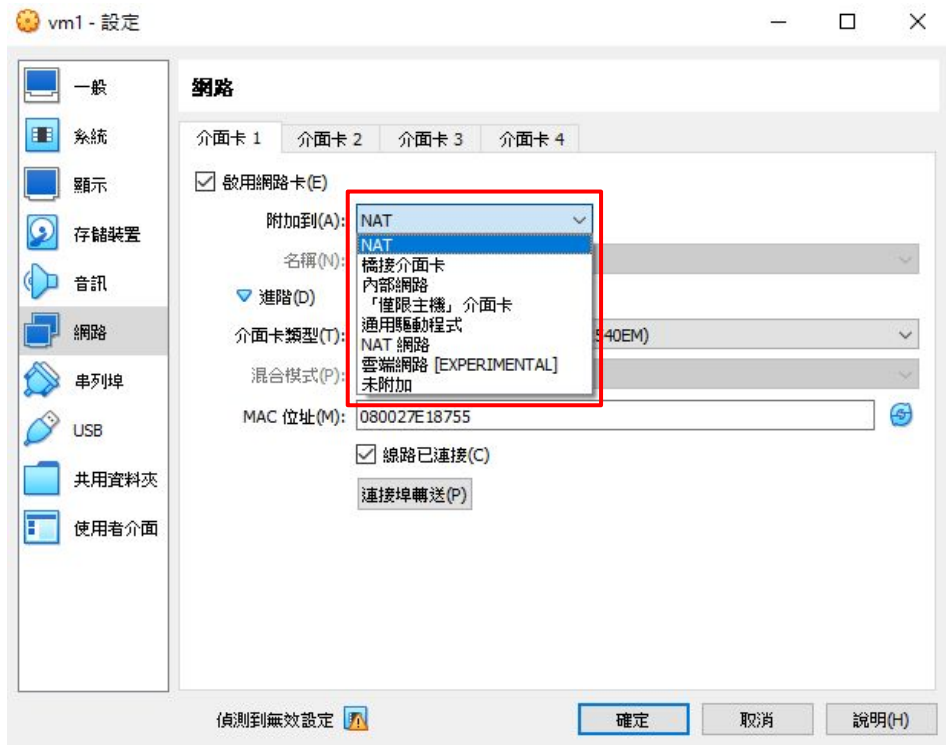 vm1 - 設定
一般
系統
顯示
存儲裝置
音訊
網路
串列埠
USB
共用資料夾
使用者介面
網路
介面卡 1 介面卡 2 介面卡 3 介面卡 4
啟用網路卡(E)
附加到(A): NAT
NAT
橋接介面卡
內部網路
「僅限主機」介面卡
通用驅動程式
NAT 網路
雲端網路 [EXPERIMENTAL]
未附加
名稱(N):
進階(D)
介面卡類型(T): 540EM)
混合模式(P):
MAC 位址(M): 080027E18755
線路已連接(C)
連接埠轉送(P)
偵測到無效設定 確定 取消 說明(H)